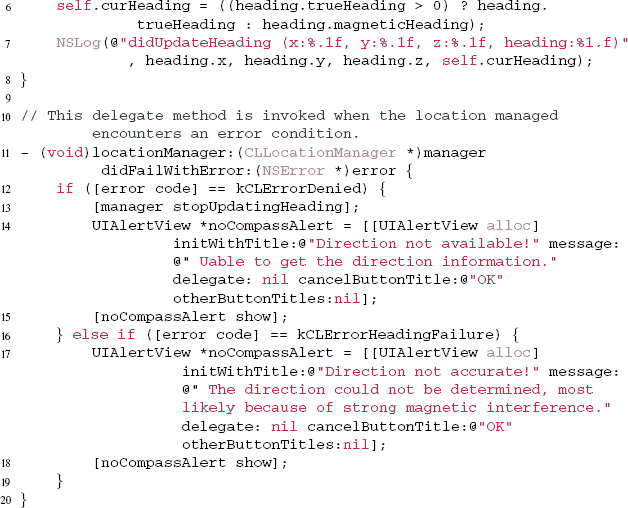 6 self.curHeading = ((heading.trueHeading > 0) ? heading.
trueHeading : heading.magneticHeading);
7 NSLog(@"didUpdateHeading (x:%.1f, y:%.1f, z:%.1f, heading:%1.f)"
, heading.x, heading.y, heading.z, self.curHeading);
8 }
9
10 // This delegate method is invoked when the location managed
encounters an error condition.
11 – (void)locationManager:(CLLocationManager *)manager
didFailWithError:(NSError *)error {
12 if ([error code] == kCLErrorDenied) {
13 [manager stopUpdatingHeading];
14 UIAlertView *noCompassAlert = [[UIAlertView alloc]
initWithTitle:@"Direction not available!" message:
@" Uable to get the direction information."
delegate: nil cancelButtonTitle:@"OK"
otherButtonTitles:nil];
15 [noCompassAlert show];
16 } else if ([error code] == kCLErrorHeadingFailure) {
17 UIAlertView *noCompassAlert = [[UIAlertView alloc]
initWithTitle:@"Direction not accurate!" message:
@" The direction could not be determined, most
likely because of strong magnetic interference."
delegate: nil cancelButtonTitle:@"OK"
otherButtonTitles:nil];
18 [noCompassAlert show];
19 }
20 }